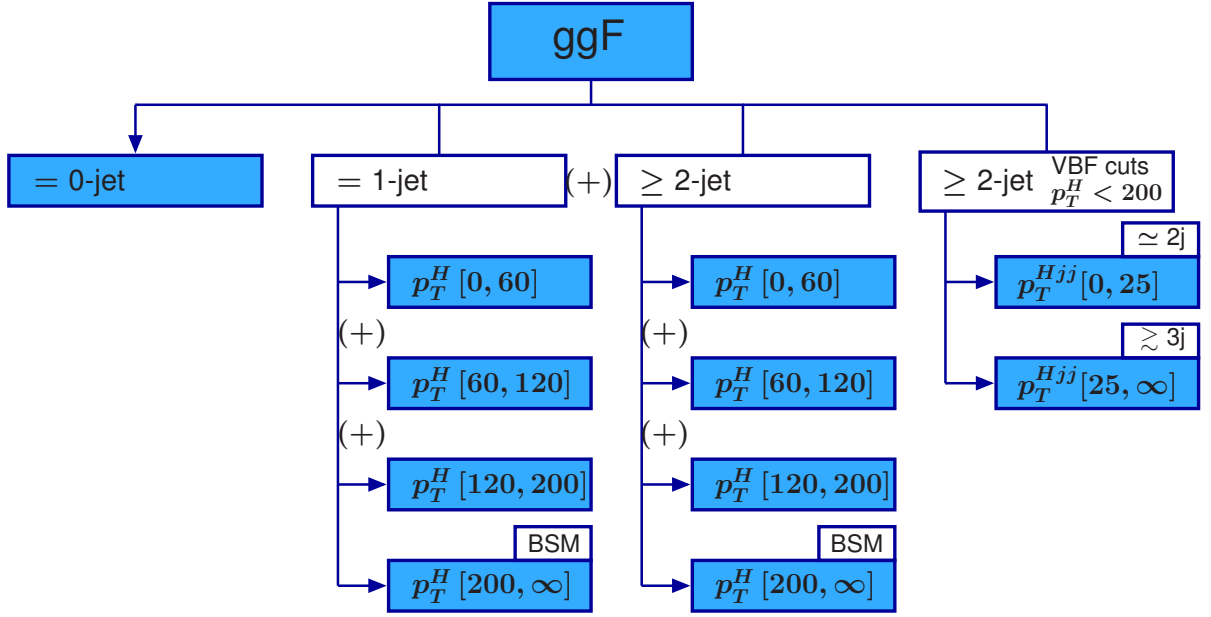 ggF
= 0-jet
= 1-jet
(+)
≥ 2-jet
≥ 2-jet VBF cuts
p_T^H < 200
p_T^H [0, 60]
(+)
p_T^H [60, 120]
(+)
p_T^H [120, 200]
BSM
p_T^H [200, ∞]
p_T^H [0, 60]
(+)
p_T^H [60, 120]
(+)
p_T^H [120, 200]
BSM
p_T^H [200, ∞]
≃ 2j
p_T^{Hjj} [0, 25]
≳ 3j
p_T^{Hjj} [25, ∞]